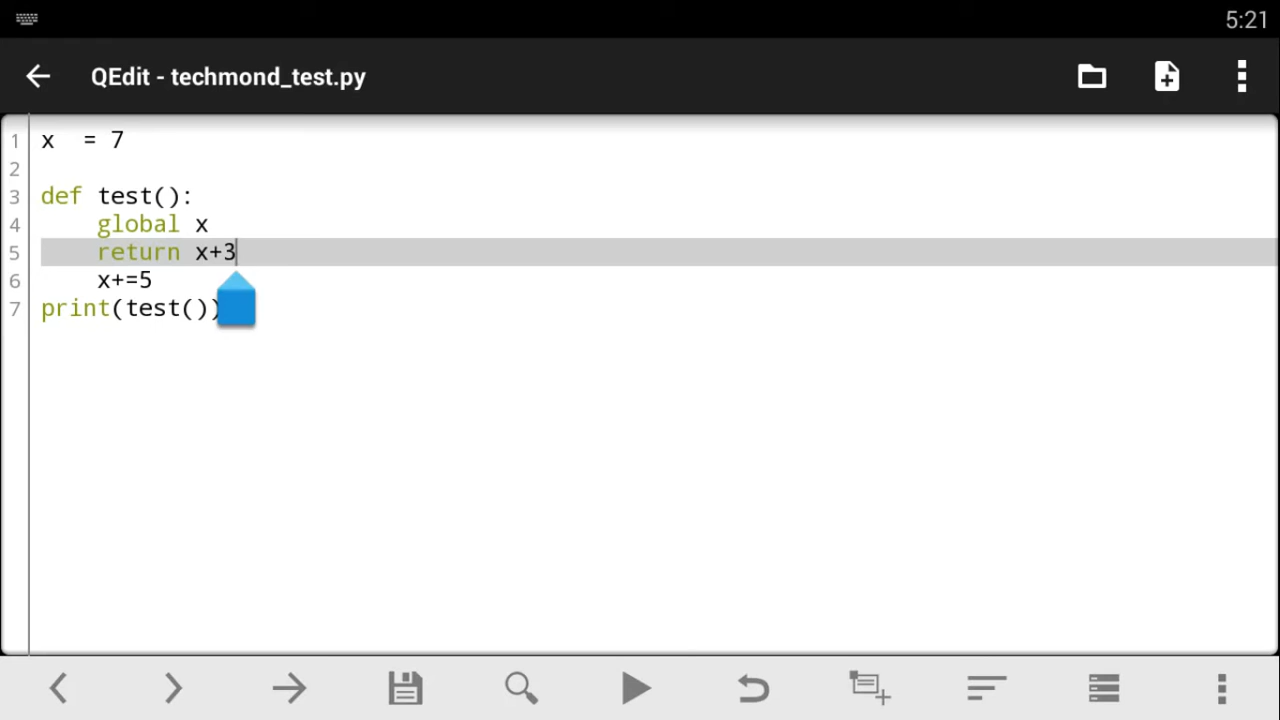 5:21
QEdit - techmond_test.py
1 x  = 7
2
3 def test():
4     global x
5     return x+3
6     x+=5
7 print(test())